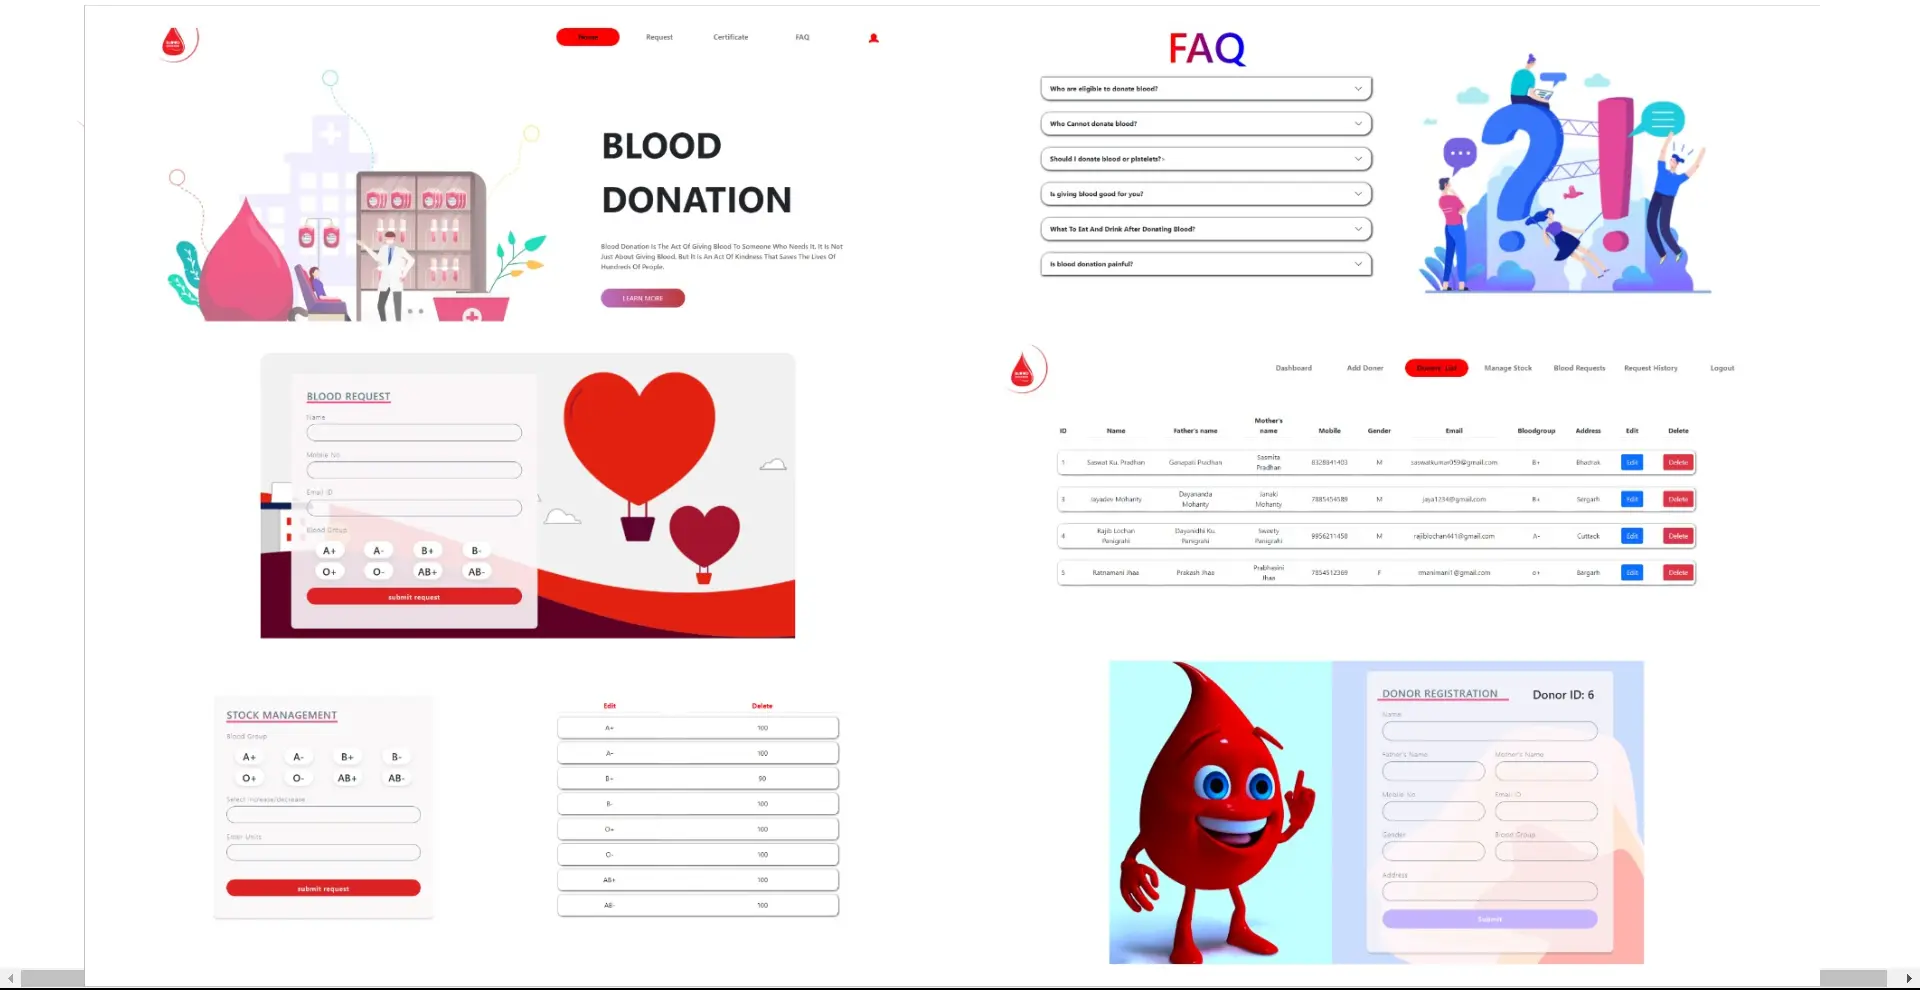 Home
Request
Certificate
FAQ
BLOOD
DONATION
Blood Donation Is The Act Of Giving Blood To Someone Who Needs It. It Is Not
Just About Giving Blood, But It Is An Act Of Kindness That Saves The Lives Of
Hundreds Of People.
LEARN MORE
FAQ
Who are eligible to donate blood?
Who Cannot donate blood?
Should I donate blood or platelets?
Is giving blood good for you?
What To Eat And Drink After Donating Blood?
Is blood donation painful?
BLOOD REQUEST
Name
Mobile No
Email ID
Blood Group
A+ A- B+ B-
O+ O- AB+ AB-
submit request
Dashboard Add Doner Donors' List Manage Stock Blood Requests Request History Logout
ID Name Father's name Mother's name Mobile Gender Email Bloodgroup Address Edit Delete
1 Saswat Ku. Pradhan Ganapati Pradhan Sasmita Pradhan 6328841403 M saswatkumar059@gmail.com B+ Bhadrak Edit Delete
3 Jayadev Mohanty Dayananda Mohanty Junaki Mohanty 7885454589 M jaya1234@gmail.com B+ Sergarh Edit Delete
4 Rajib Lochan Panigrahi Dayanidhi Ku. Panigrahi Sweety Panigrahi 9956211458 M rajiblochan441@gmail.com A- Cuttack Edit Delete
5 Ratnamani Jhaa Prakash Jhaa Prabhasini Jhaa 7854512369 F rmanimani1@gmail.com o+ Bargarh Edit Delete
STOCK MANAGEMENT
Blood Group
A+ A- B+ B-
O+ O- AB+ AB-
Select Increase/decrease
Enter Units
submit request
Edit Delete
A+ 100
A- 100
B+ 90
B- 100
O+ 100
O- 100
AB+ 100
AB- 100
DONOR REGISTRATION
Donor ID: 6
Name
Father's Name Mother's Name
Mobile No Email ID
Gender Blood Group
Address
Submit